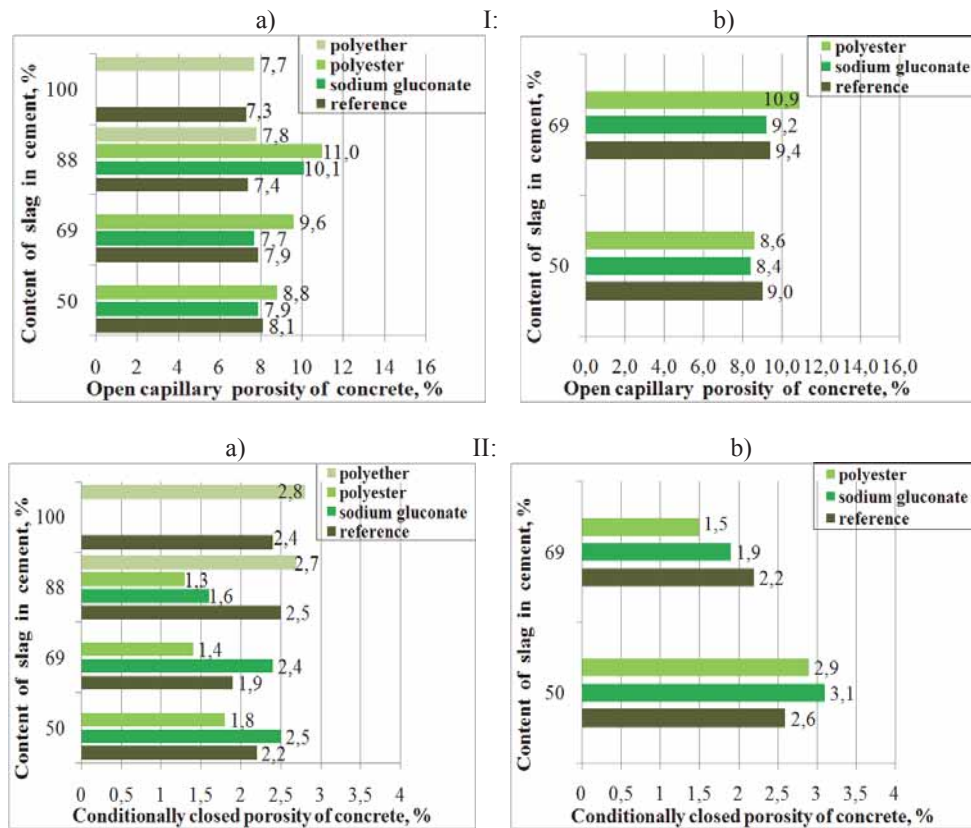 a) I: b)
polyether
polyester
sodium gluconate
reference
Content of slag in cement, %
100
88
69
50
7,7
7,3
7,8
11,0
10,1
7,4
9,6
7,7
7,9
8,8
7,9
8,1
0 2 4 6 8 10 12 14 16
Open capillary porosity of concrete, %
polyester
sodium gluconate
reference
Content of slag in cement, %
69
50
10,9
9,2
9,4
8,6
8,4
9,0
0,0 2,0 4,0 6,0 8,0 10,0 12,0 14,0 16,0
Open capillary porosity of concrete, %
a) II: b)
polyether
polyester
sodium gluconate
reference
Content of slag in cement, %
100
88
69
50
2,8
2,4
2,7
1,3
1,6
2,5
1,4
2,4
1,9
1,8
2,5
2,2
0 0,5 1 1,5 2 2,5 3 3,5 4
Conditionally closed porosity of concrete, %
polyester
sodium gluconate
reference
Content of slag in cement, %
69
50
1,5
1,9
2,2
2,9
3,1
2,6
0 0,5 1 1,5 2 2,5 3 3,5 4
Conditionally closed porosity of concrete, %